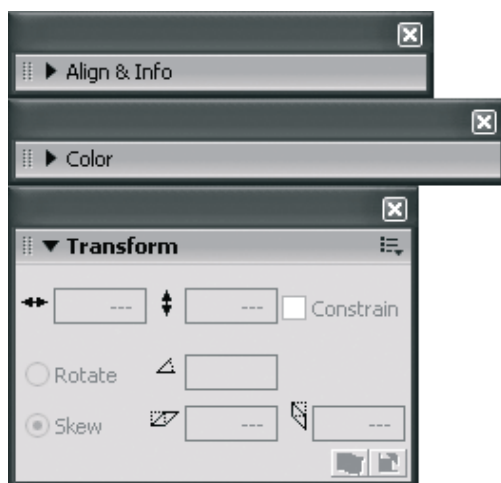 Align & Info
Color
Transform
--- --- Constrain
Rotate
Skew --- ---